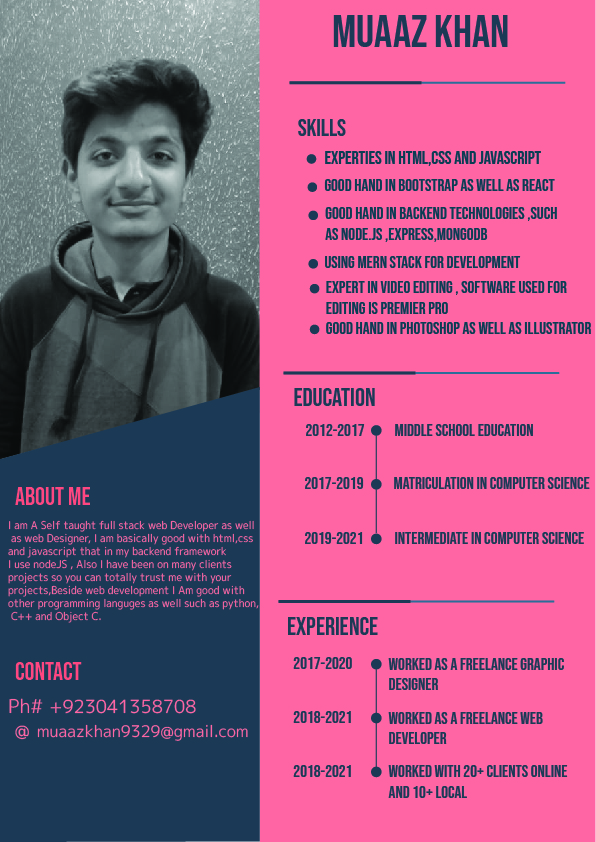 MUAAZ KHAN
SKILLS
EXPERTIES IN HTML,CSS AND JAVASCRIPT
GOOD HAND IN BOOTSTRAP AS WELL AS REACT
GOOD HAND IN BACKEND TECHNOLOGIES ,SUCH
AS NODE.JS ,EXPRESS,MONGODB
USING MERN STACK FOR DEVELOPMENT
EXPERT IN VIDEO EDITING , SOFTWARE USED FOR
EDITING IS PREMIER PRO
GOOD HAND IN PHOTOSHOP AS WELL AS ILLUSTRATOR
EDUCATION
2012-2017 MIDDLE SCHOOL EDUCATION
2017-2019 MATRICULATION IN COMPUTER SCIENCE
2019-2021 INTERMEDIATE IN COMPUTER SCIENCE
EXPERIENCE
2017-2020 WORKED AS A FREELANCE GRAPHIC
DESIGNER
2018-2021 WORKED AS A FREELANCE WEB
DEVELOPER
2018-2021 WORKED WITH 20+ CLIENTS ONLINE
AND 10+ LOCAL
ABOUT ME
I am A Self taught full stack web Developer as well
as web Designer, I am basically good with html,css
and javascript that in my backend framework
I use nodeJS , Also I have been on many clients
projects so you can totally trust me with your
projects,Beside web development I Am good with
other programming languges as well such as python,
C++ and Object C.
CONTACT
Ph# +923041358708
@ muaazkhan9329@gmail.com